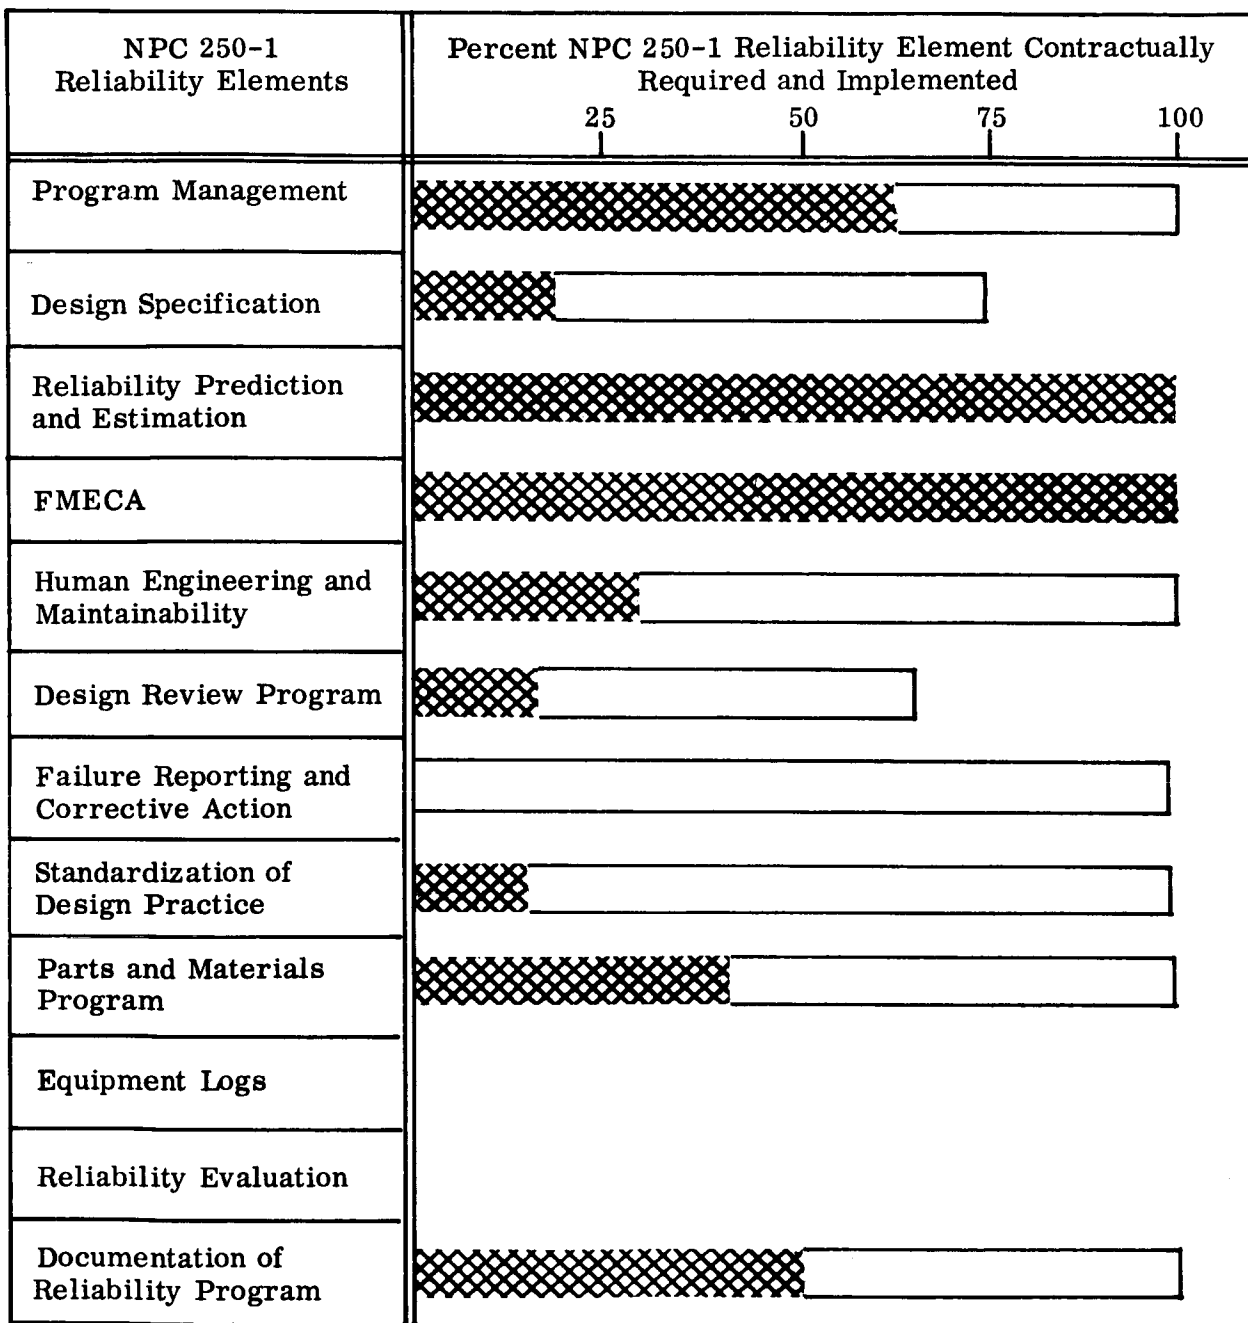 NPC 250-1
Reliability Elements
Percent NPC 250-1 Reliability Element Contractually
Required and Implemented
25 50 75 100
Program Management
Design Specification
Reliability Prediction
and Estimation
FMECA
Human Engineering and
Maintainability
Design Review Program
Failure Reporting and
Corrective Action
Standardization of
Design Practice
Parts and Materials
Program
Equipment Logs
Reliability Evaluation
Documentation of
Reliability Program